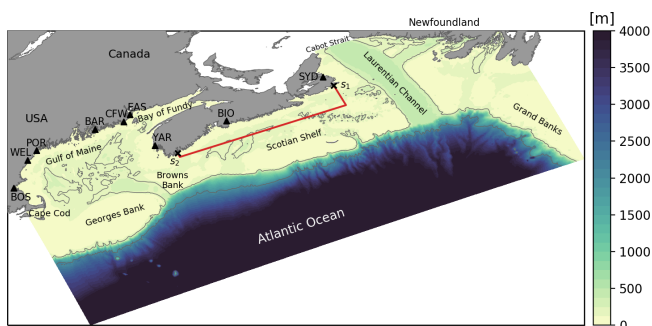 Newfoundland
[m]
Cabot Strait
Canada
4000
SYD
s1
Laurentian Channel
3500
EAS
CFW
Bay of Fundy
BIO
3000
USA
BAR
Grand Banks
2500
POR
YAR
Scotian Shelf
WEL
Gulf of Maine
s2
2000
Browns
Bank
BOS
1500
Cape Cod
Georges Bank
Atlantic Ocean
1000
500
0